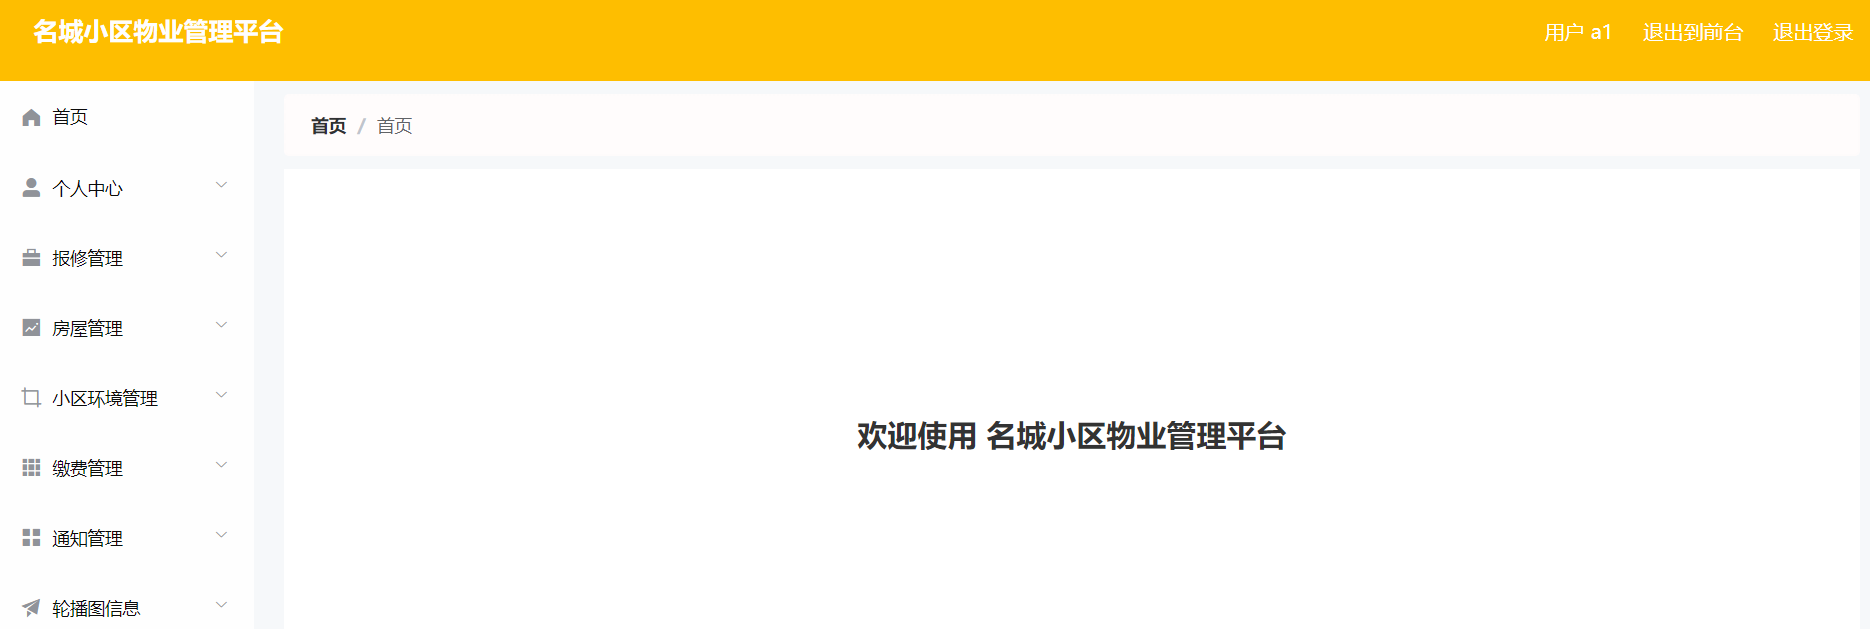 名城小区物业管理平台
用户 a1 退出到前台 退出登录
首页
首页 / 首页
个人中心
报修管理
房屋管理
小区环境管理
欢迎使用 名城小区物业管理平台
缴费管理
通知管理
轮播图信息